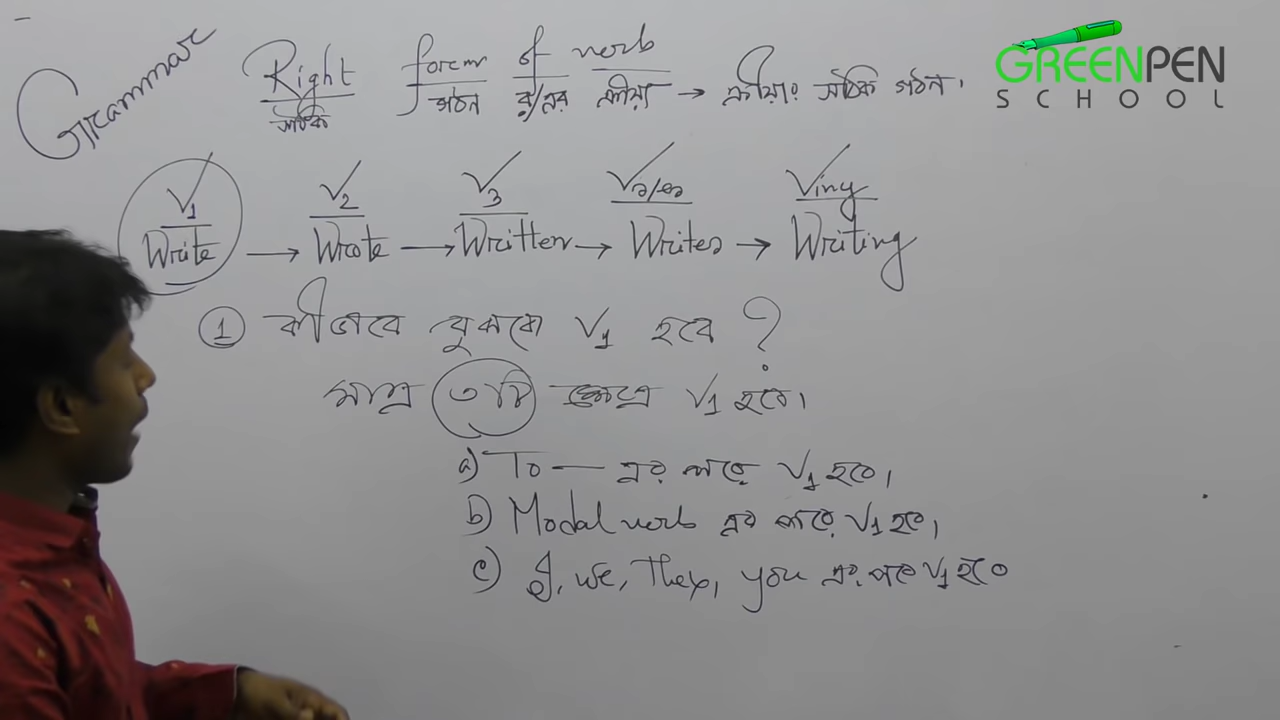 Grammar
Right form of verb
সঠিক গঠন র/এর ক্রীয়া → ক্রীয়ার সঠিক গঠন।
GREENPEN
SCHOOL
V1 V2 V3 Vs/es Ving
Write → Wrote → Written → Writes → Writing
① কীভাবে বুঝবো V1 হবে ?
মাত্র ৩টি ক্ষেত্রে V1 হবে।
a) To — এর পরে V1 হবে।
b) Modal verb এর পরে V1 হবে।
c) I, we, They, you এর পরে V1 হবে